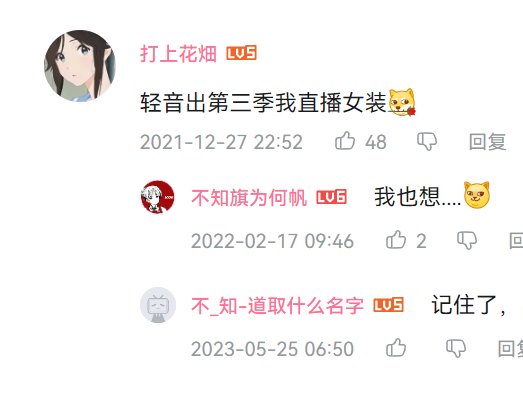 打上花畑 LV5
轻音出第三季我直播女装
2021-12-27 22:52 48 回复
不知旗为何帆 LV6 我也想....
2022-02-17 09:46 2 回
不_知-道取什么名字 LV5 记住了，
2023-05-25 06:50 回复